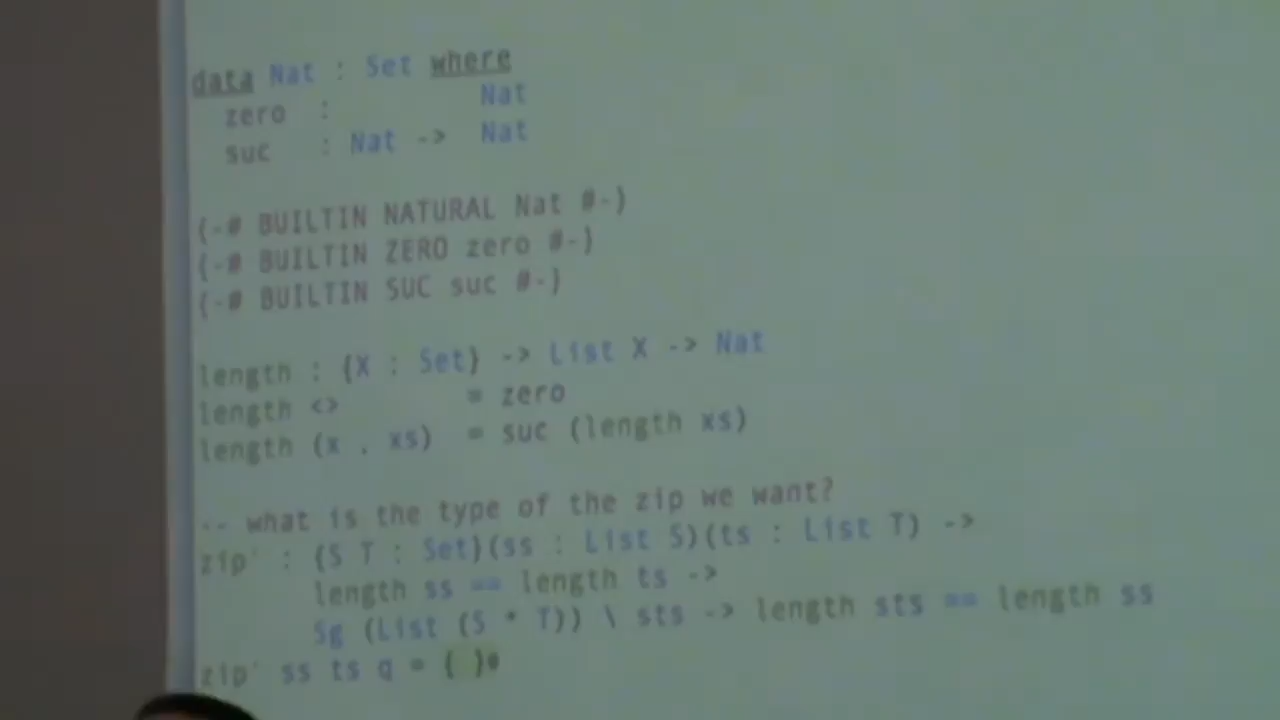 data Nat : Set where
zero : Nat
suc : Nat -> Nat
{-# BUILTIN NATURAL Nat #-}
{-# BUILTIN ZERO zero #-}
{-# BUILTIN SUC suc #-}
length : {X : Set} -> List X -> Nat
length <> = zero
length (x , xs) = suc (length xs)
-- what is the type of the zip we want?
zip' : {S T : Set}(ss : List S)(ts : List T) ->
length ss == length ts ->
Sg (List (S * T)) \ sts -> length sts == length ss
zip' ss ts q = { }0